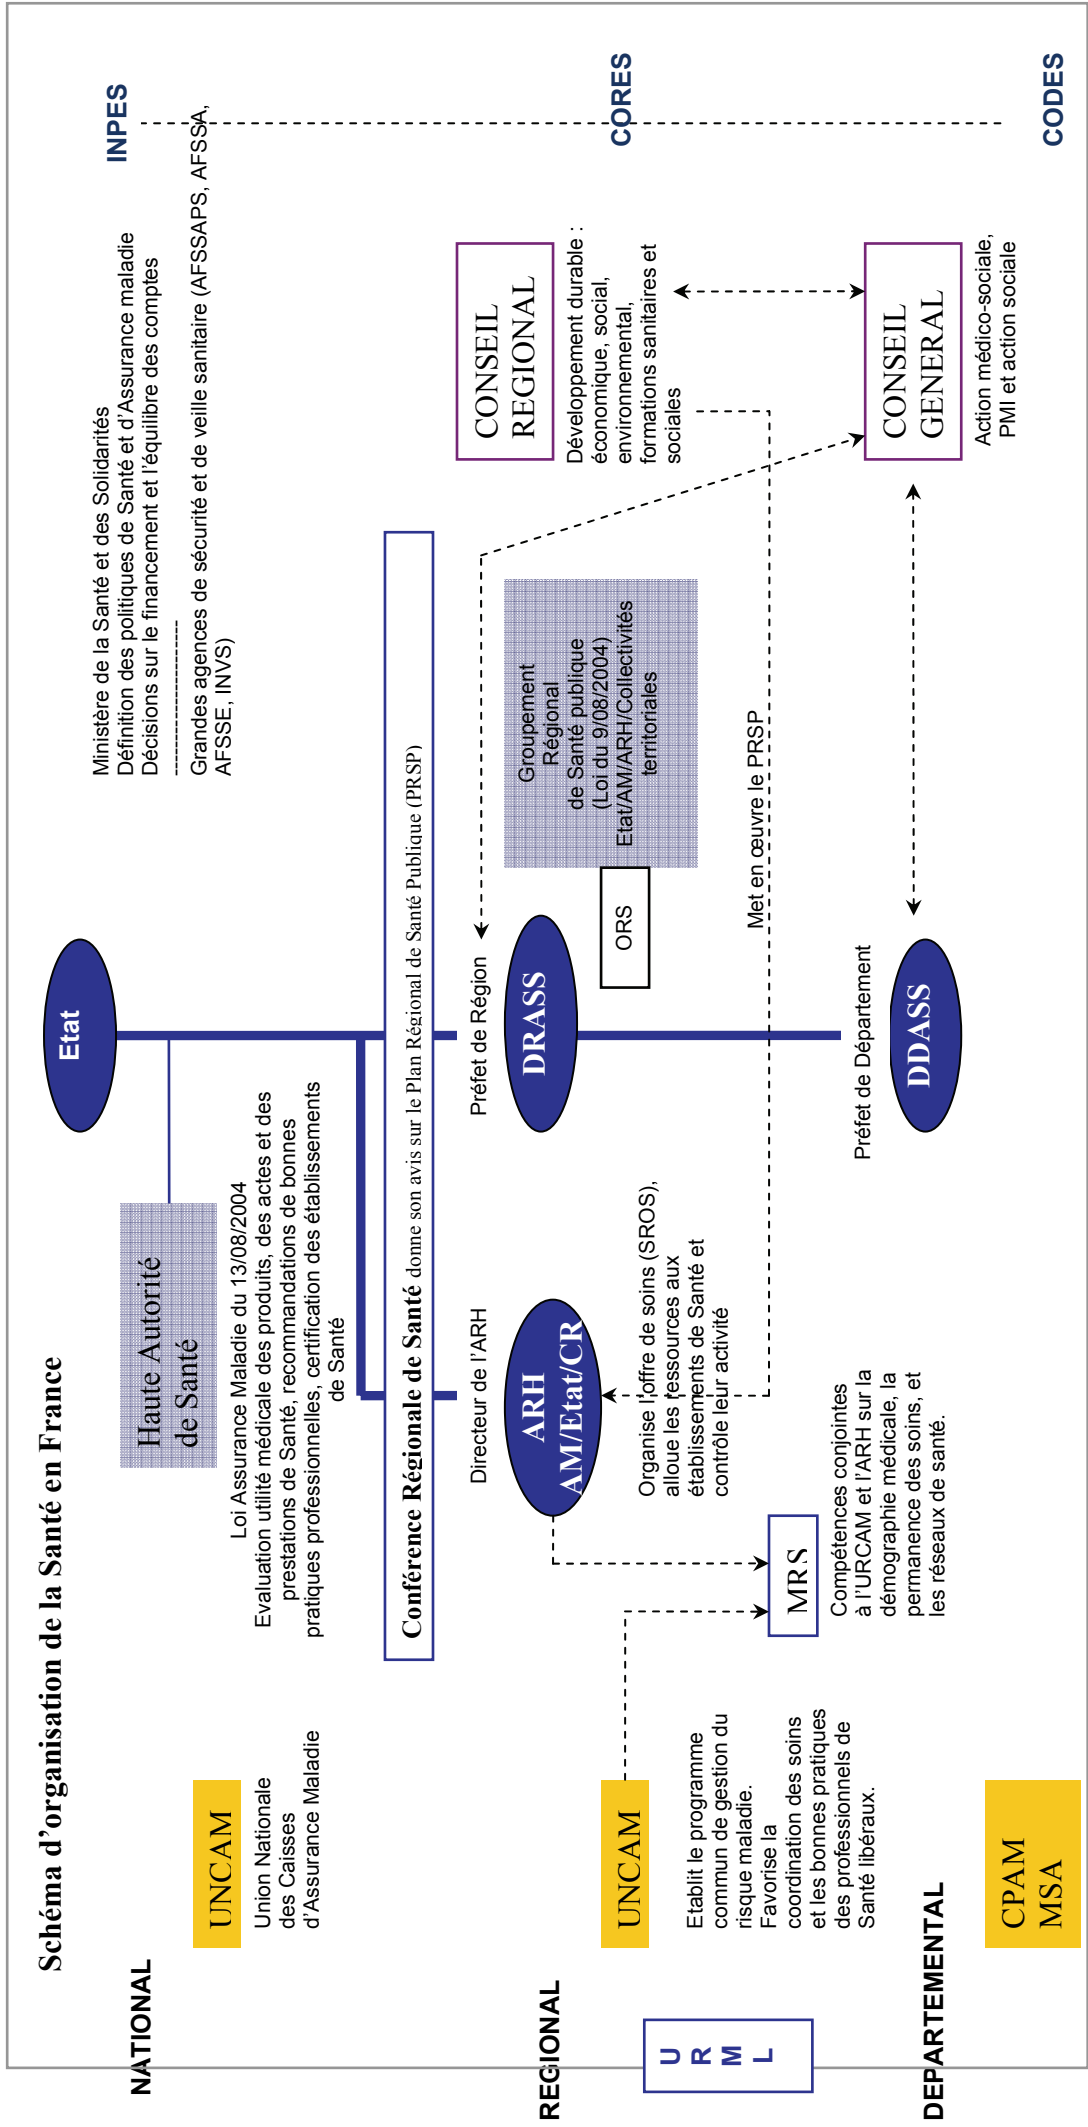 Schéma d'organisation de la Santé en France
NATIONAL
UNCAM
Union Nationale
des Caisses
d'Assurance Maladie
Haute Autorité
de Santé
Loi Assurance Maladie du 13/08/2004
Evaluation utilité médicale des produits, des actes et des
prestations de Santé, recommandations de bonnes
pratiques professionnelles, certification des établissements
de Santé
Etat
Ministère de la Santé et des Solidarités
Définition des politiques de Santé et d'Assurance maladie
Décisions sur le financement et l'équilibre des comptes
--------------------------
Grandes agences de sécurité et de veille sanitaire (AFSSAPS, AFSSA,
AFSSE, INVS)
INPES
Conférence Régionale de Santé donne son avis sur le Plan Régional de Santé Publique (PRSP)
REGIONAL
URML
UNCAM
Etablit le programme
commun de gestion du
risque maladie.
Favorise la
coordination des soins
et les bonnes pratiques
des professionnels de
Santé libéraux.
Directeur de l'ARH
ARH
AM/Etat/CR
Organise l'offre de soins (SROS),
alloue les ressources aux
établissements de Santé et
contrôle leur activité
MRS
Compétences conjointes
à l'URCAM et l'ARH sur la
démographie médicale, la
permanence des soins, et
les réseaux de santé.
Préfet de Région
DRASS
ORS
Groupement
Régional
de Santé publique
(Loi du 9/08/2004)
Etat/AM/ARH/Collectivités
territoriales
Met en œuvre le PRSP
CONSEIL
REGIONAL
Développement durable :
économique, social,
environnemental,
formations sanitaires et
sociales
CORES
DEPARTEMENTAL
CPAM
MSA
Préfet de Département
DDASS
CONSEIL
GENERAL
Action médico-sociale,
PMI et action sociale
CODES